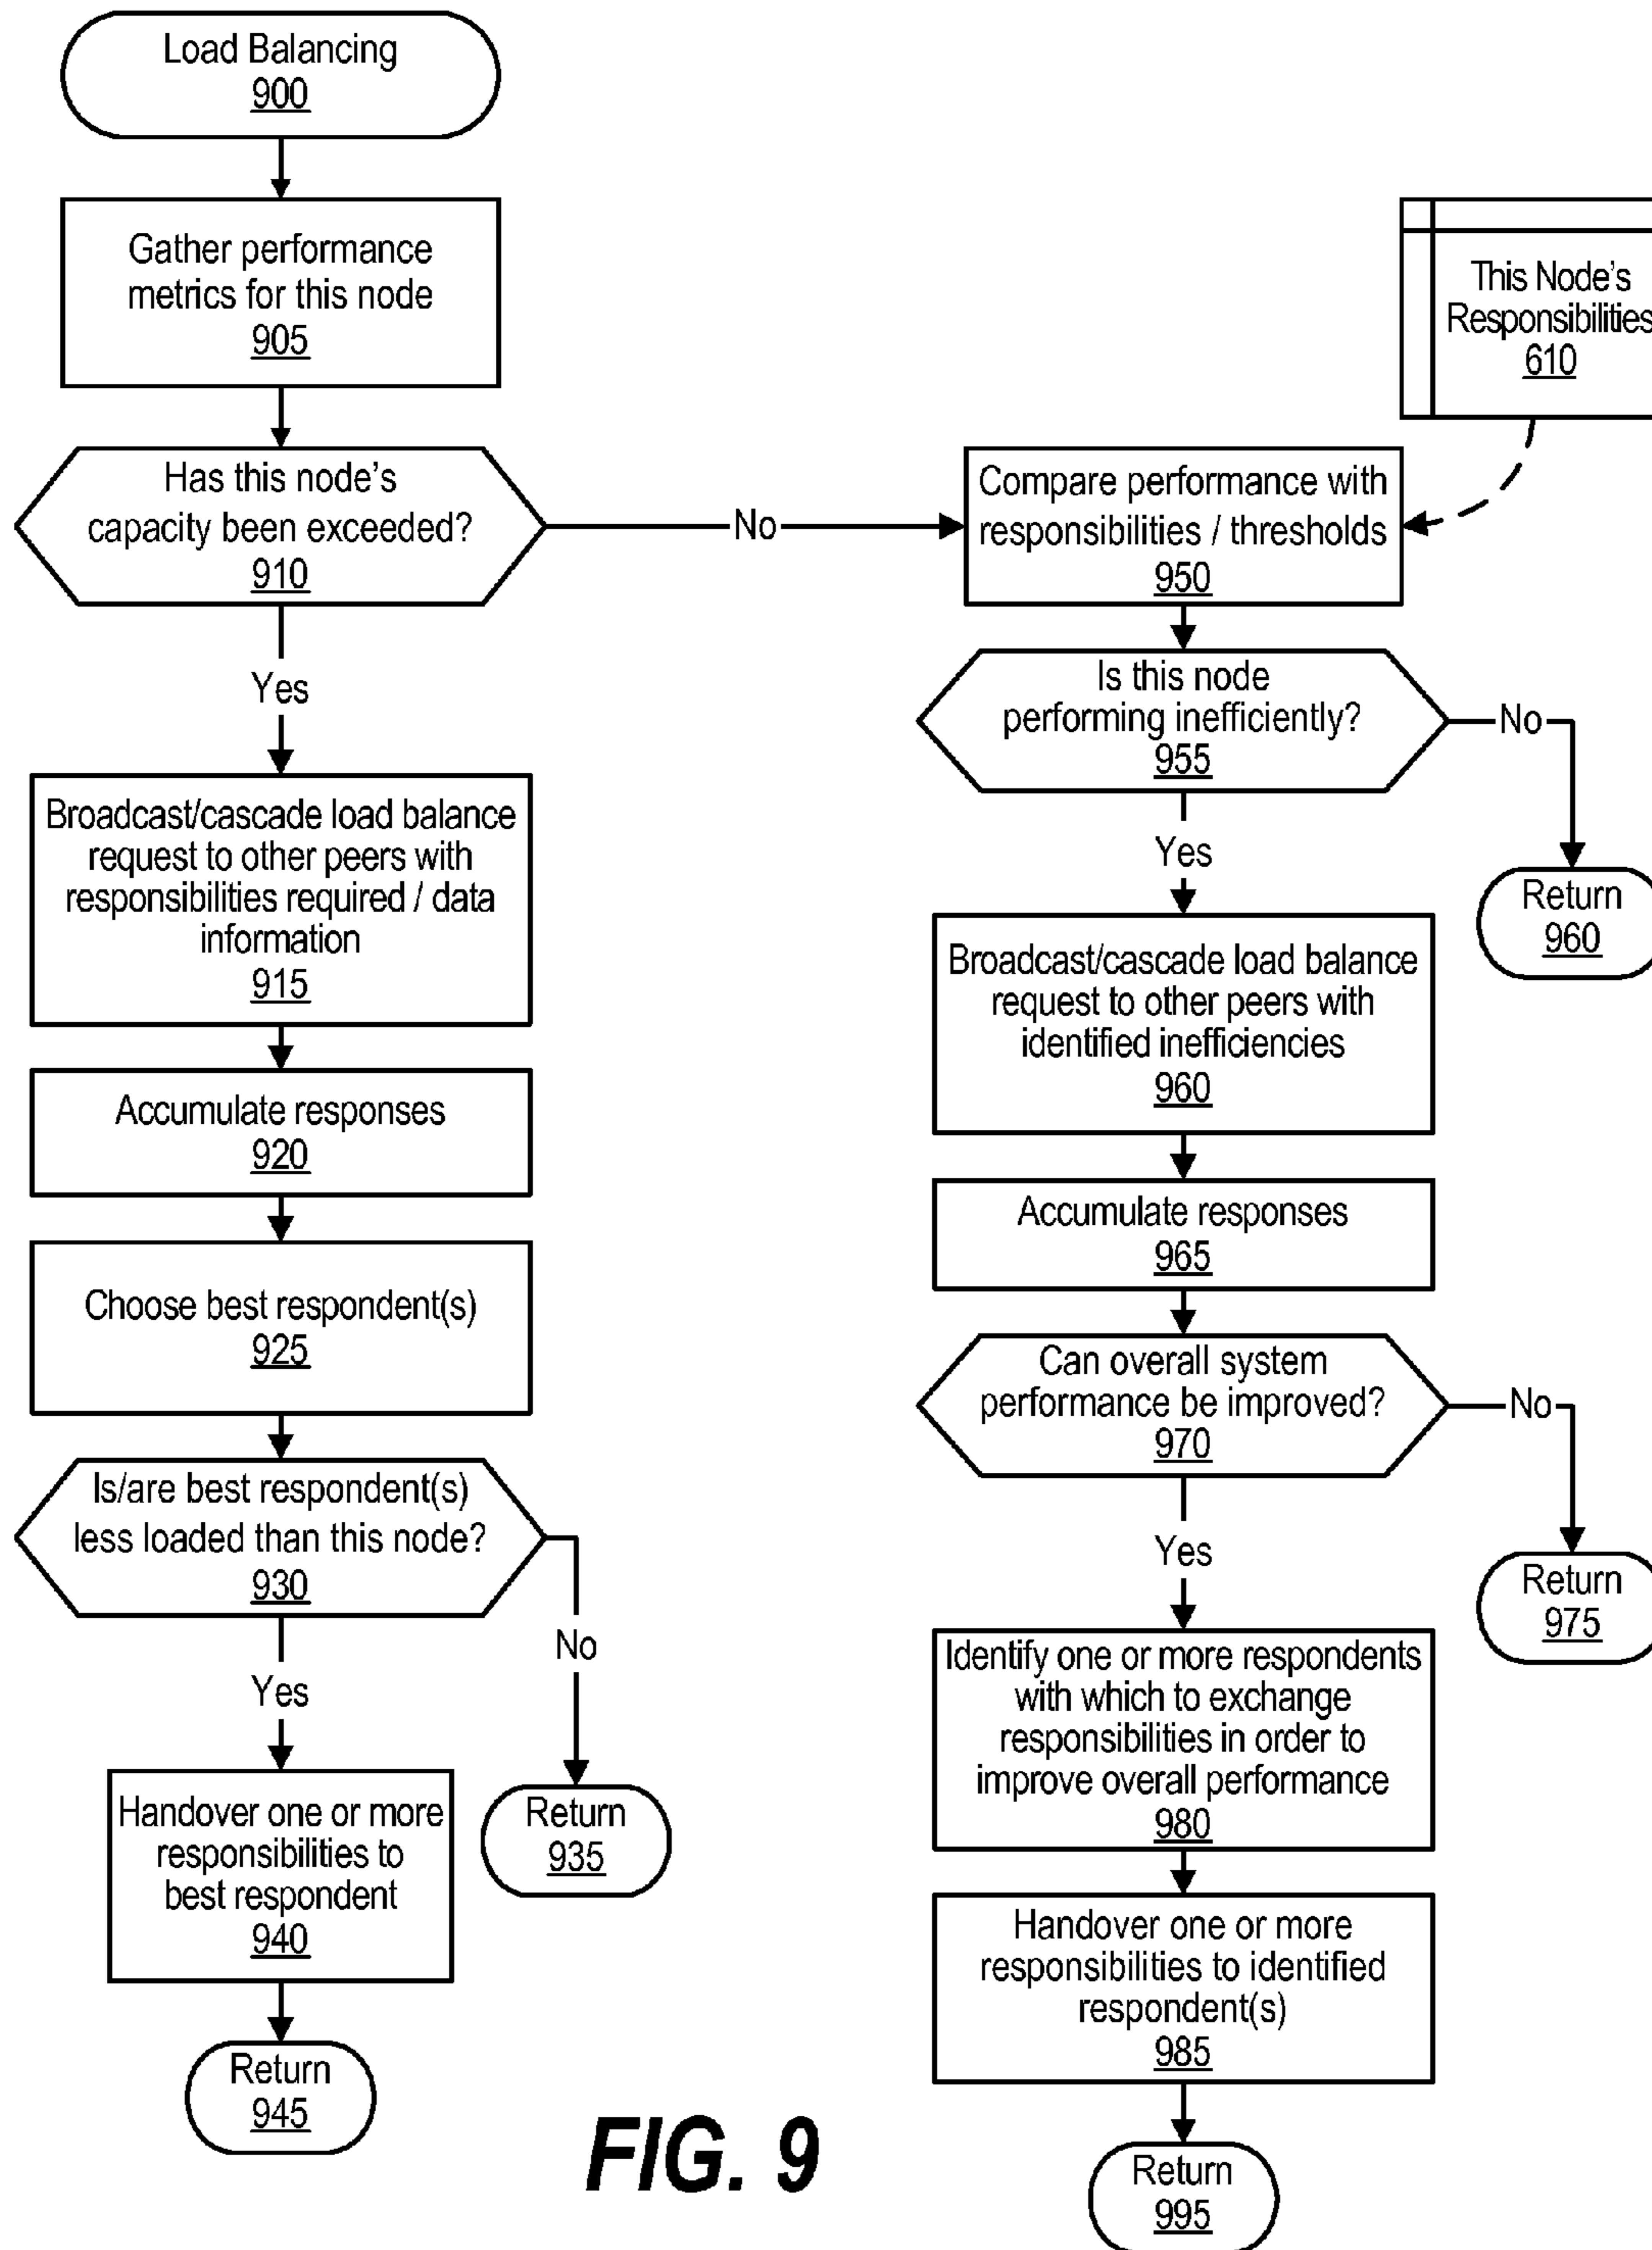 Load Balancing
900
Gather performance
metrics for this node
905
Has this node's
capacity been exceeded?
910
No
Yes
Broadcast/cascade load balance
request to other peers with
responsibilities required / data
information
915
Accumulate responses
920
Choose best respondent(s)
925
Is/are best respondent(s)
less loaded than this node?
930
No
Yes
Return
935
Handover one or more
responsibilities to
best respondent
940
Return
945
This Node's
Responsibilities
610
Compare performance with
responsibilities / thresholds
950
Is this node
performing inefficiently?
955
No
Return
960
Yes
Broadcast/cascade load balance
request to other peers with
identified inefficiencies
960
Accumulate responses
965
Can overall system
performance be improved?
970
No
Return
975
Yes
Identify one or more respondents
with which to exchange
responsibilities in order to
improve overall performance
980
Handover one or more
responsibilities to identified
respondent(s)
985
Return
995
FIG. 9